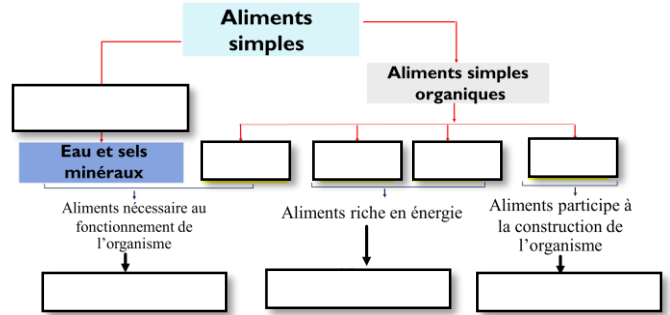 Aliments
simples
Aliments simples
organiques
Eau et sels
minéraux
Aliments nécessaire au
fonctionnement de
l’organisme
Aliments riche en énergie
Aliments participe à
la construction de
l’organisme